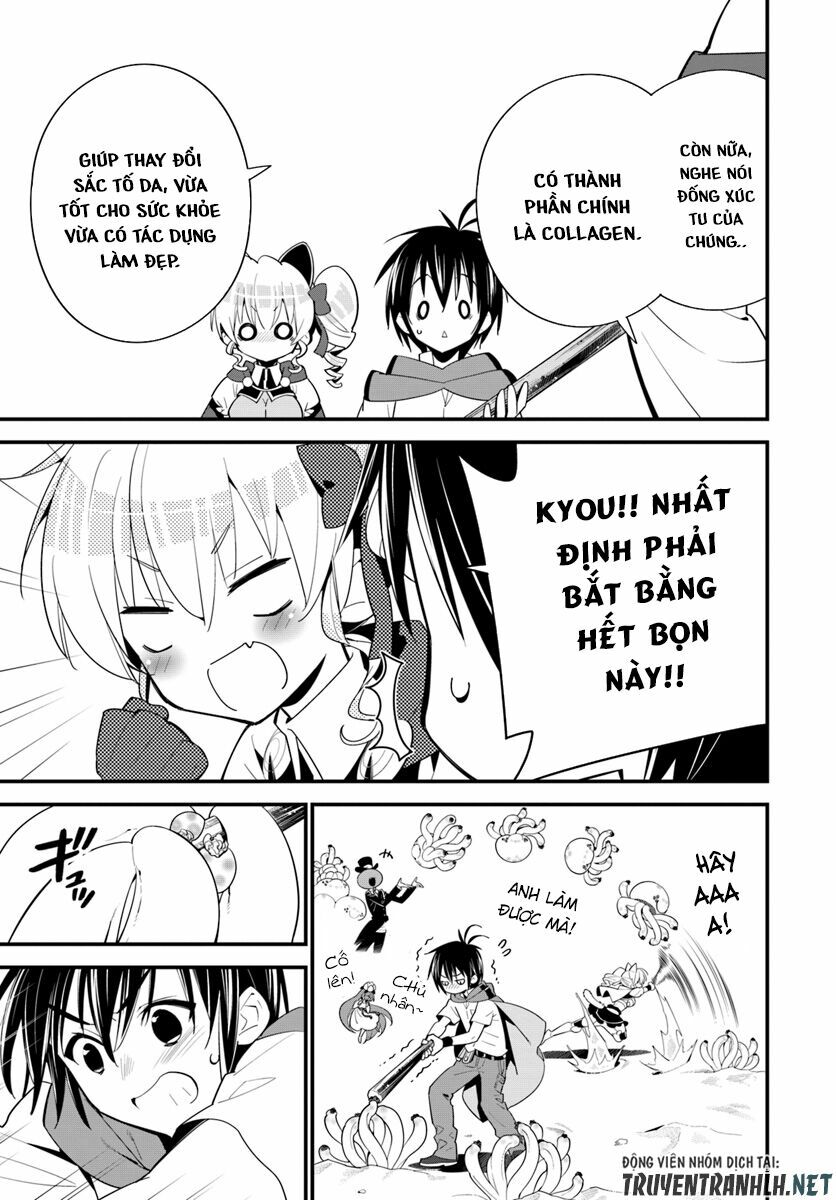 CÒN NỮA,
NGHE NÓI
ĐỐNG XÚC
TU CỦA
CHÚNG..
CÓ THÀNH
PHẦN CHÍNH
LÀ COLLAGEN.
GIÚP THAY ĐỔI
SẮC TỐ DA, VỪA
TỐT CHO SỨC KHỎE
VỪA CÓ TÁC DỤNG
LÀM ĐẸP.
KYOU!! NHẤT
ĐỊNH PHẢI
BẮT BẰNG
HẾT BỌN
NÀY!!
HÂY
AAA
A!
ANH LÀM
ĐƯỢC MÀ!
CỐ
LÊN!
CHỦ
NHÂN~
ĐỘNG VIÊN NHÓM DỊCH TẠI:
TRUYENTRANHLH.NET